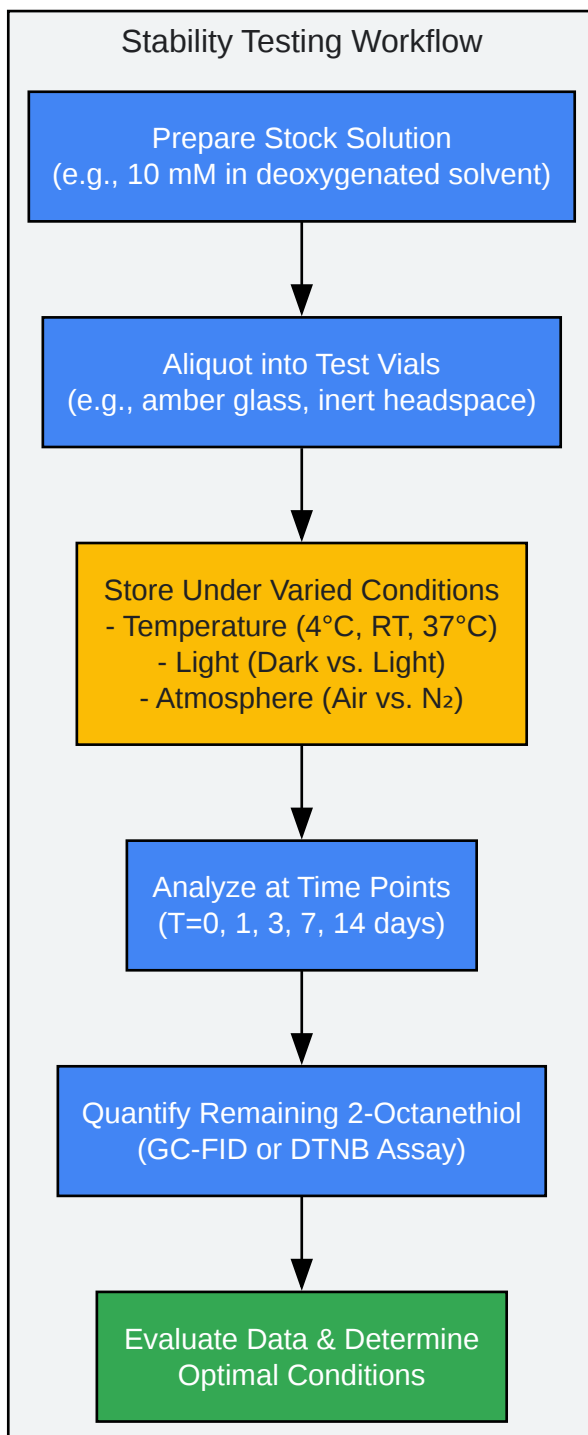 Stability Testing Workflow
Prepare Stock Solution
(e.g., 10 mM in deoxygenated solvent)
Aliquot into Test Vials
(e.g., amber glass, inert headspace)
Store Under Varied Conditions
- Temperature (4°C, RT, 37°C)
- Light (Dark vs. Light)
- Atmosphere (Air vs. N₂)
Analyze at Time Points
(T=0, 1, 3, 7, 14 days)
Quantify Remaining 2-Octanethiol
(GC-FID or DTNB Assay)
Evaluate Data & Determine
Optimal Conditions